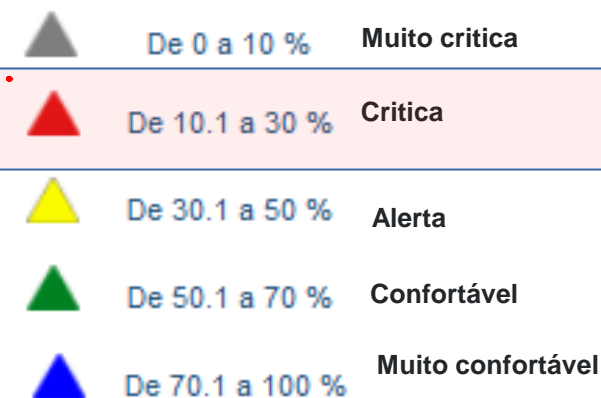 De 0 a 10 % Muito critica
De 10.1 a 30 % Critica
De 30.1 a 50 % Alerta
De 50.1 a 70 % Confortável
De 70.1 a 100 % Muito confortável